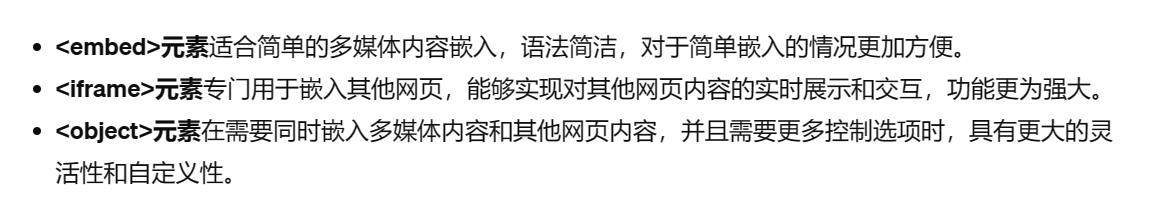 • <embed>元素适合简单的多媒体内容嵌入，语法简洁，对于简单嵌入的情况更加方便。
• <iframe>元素专门用于嵌入其他网页，能够实现对其他网页内容的实时展示和交互，功能更为强大。
• <object>元素在需要同时嵌入多媒体内容和其他网页内容，并且需要更多控制选项时，具有更大的灵
活性和自定义性。